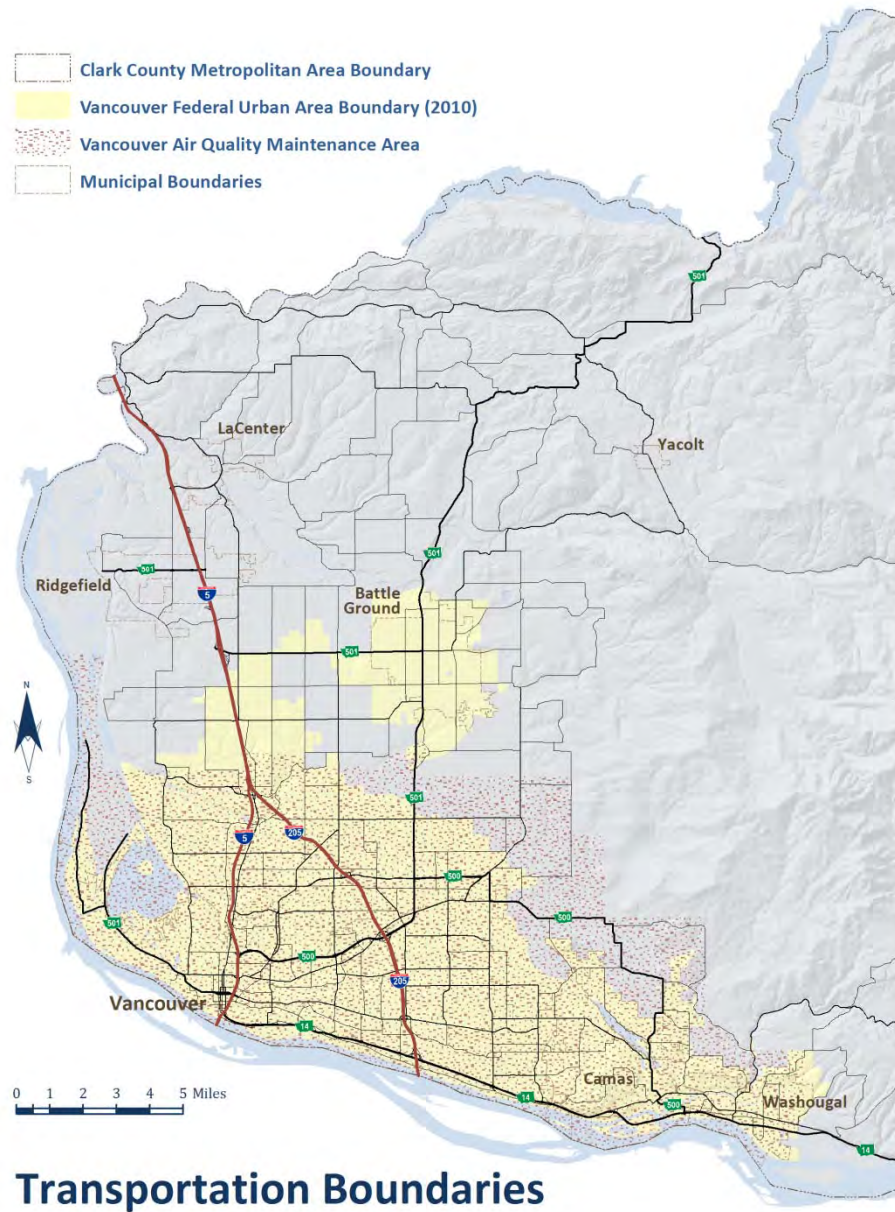 Clark County Metropolitan Area Boundary
Vancouver Federal Urban Area Boundary (2010)
Vancouver Air Quality Maintenance Area
Municipal Boundaries
501
LaCenter
Yacolt
501
501
Ridgefield
5
Battle
Ground
501
N
S
501
5
205
500
500
501
500
205
Vancouver
14
Camas
0 1 2 3 4 5 Miles
14
500
Washougal
14
Transportation Boundaries